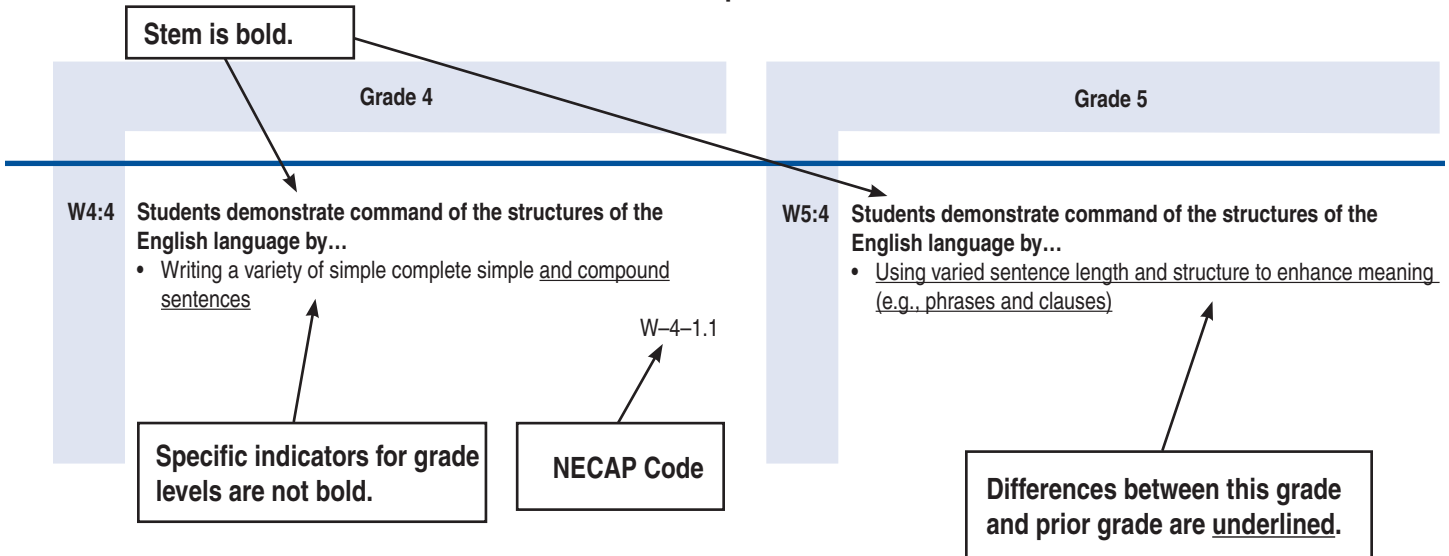 Stem is bold.
Grade 4
Grade 5
W4:4 Students demonstrate command of the structures of the
English language by…
• Writing a variety of simple complete simple and compound
sentences
W–4–1.1
W5:4 Students demonstrate command of the structures of the
English language by…
• Using varied sentence length and structure to enhance meaning
(e.g., phrases and clauses)
Specific indicators for grade
levels are not bold.
NECAP Code
Differences between this grade
and prior grade are underlined.